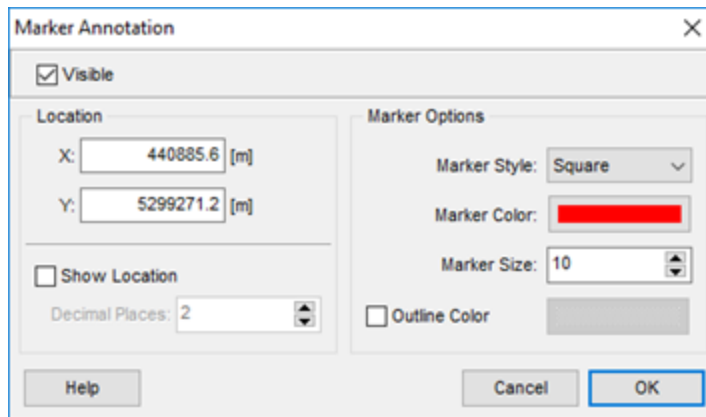 Marker Annotation
Visible
Location
X: 440885.6 [m]
Y: 5299271.2 [m]
Show Location
Decimal Places: 2
Marker Options
Marker Style: Square
Marker Color:
Marker Size: 10
Outline Color
Help
Cancel
OK